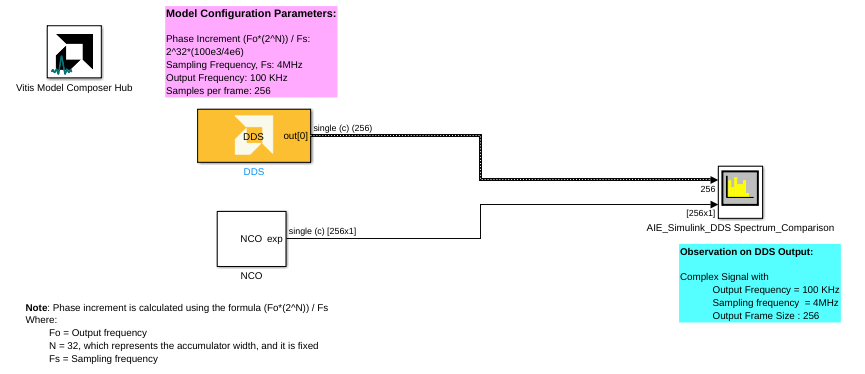 Model Configuration Parameters:
Phase Increment (Fo*(2^N)) / Fs:
2^32*(100e3/4e6)
Sampling Frequency, Fs: 4MHz
Output Frequency: 100 KHz
Samples per frame: 256
Vitis Model Composer Hub
DDS
out[0]
single (c) (256)
DDS
256
[256x1]
AIE_Simulink_DDS Spectrum_Comparison
NCO exp
single (c) [256x1]
NCO
Observation on DDS Output:
Complex Signal with
Output Frequency = 100 KHz
Sampling frequency = 4MHz
Output Frame Size : 256
Note: Phase increment is calculated using the formula (Fo*(2^N)) / Fs
Where:
Fo = Output frequency
N = 32, which represents the accumulator width, and it is fixed
Fs = Sampling frequency